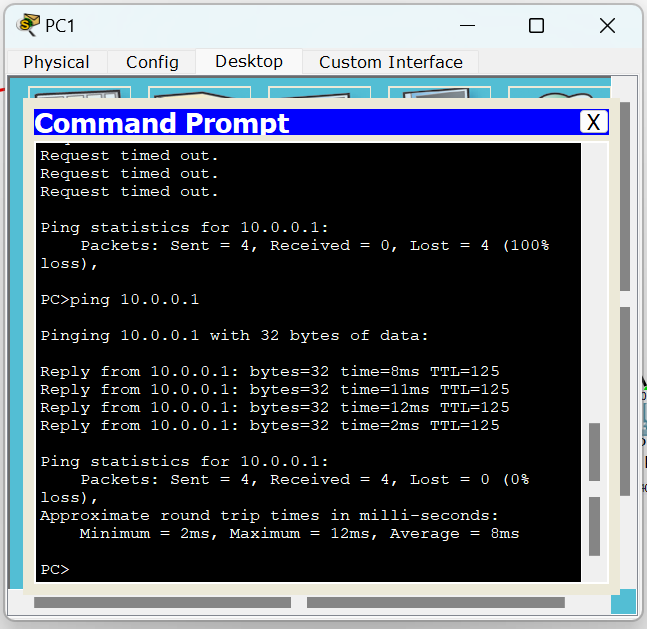 PC1
Physical Config Desktop Custom Interface
Command Prompt X
Request timed out.
Request timed out.
Request timed out.
Ping statistics for 10.0.0.1:
Packets: Sent = 4, Received = 0, Lost = 4 (100%
loss),
PC>ping 10.0.0.1
Pinging 10.0.0.1 with 32 bytes of data:
Reply from 10.0.0.1: bytes=32 time=8ms TTL=125
Reply from 10.0.0.1: bytes=32 time=11ms TTL=125
Reply from 10.0.0.1: bytes=32 time=12ms TTL=125
Reply from 10.0.0.1: bytes=32 time=2ms TTL=125
Ping statistics for 10.0.0.1:
Packets: Sent = 4, Received = 4, Lost = 0 (0%
loss),
Approximate round trip times in milli-seconds:
Minimum = 2ms, Maximum = 12ms, Average = 8ms
PC>